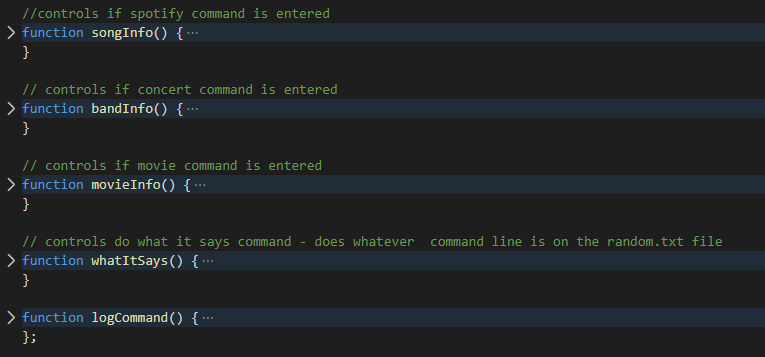 //controls if spotify command is entered
function songInfo() { ···
}
// controls if concert command is entered
function bandInfo() { ···
}
// controls if movie command is entered
function movieInfo() { ···
}
// controls do what it says command - does whatever  command line is on the random.txt file
function whatItSays() { ···
}
function logCommand() { ···
};